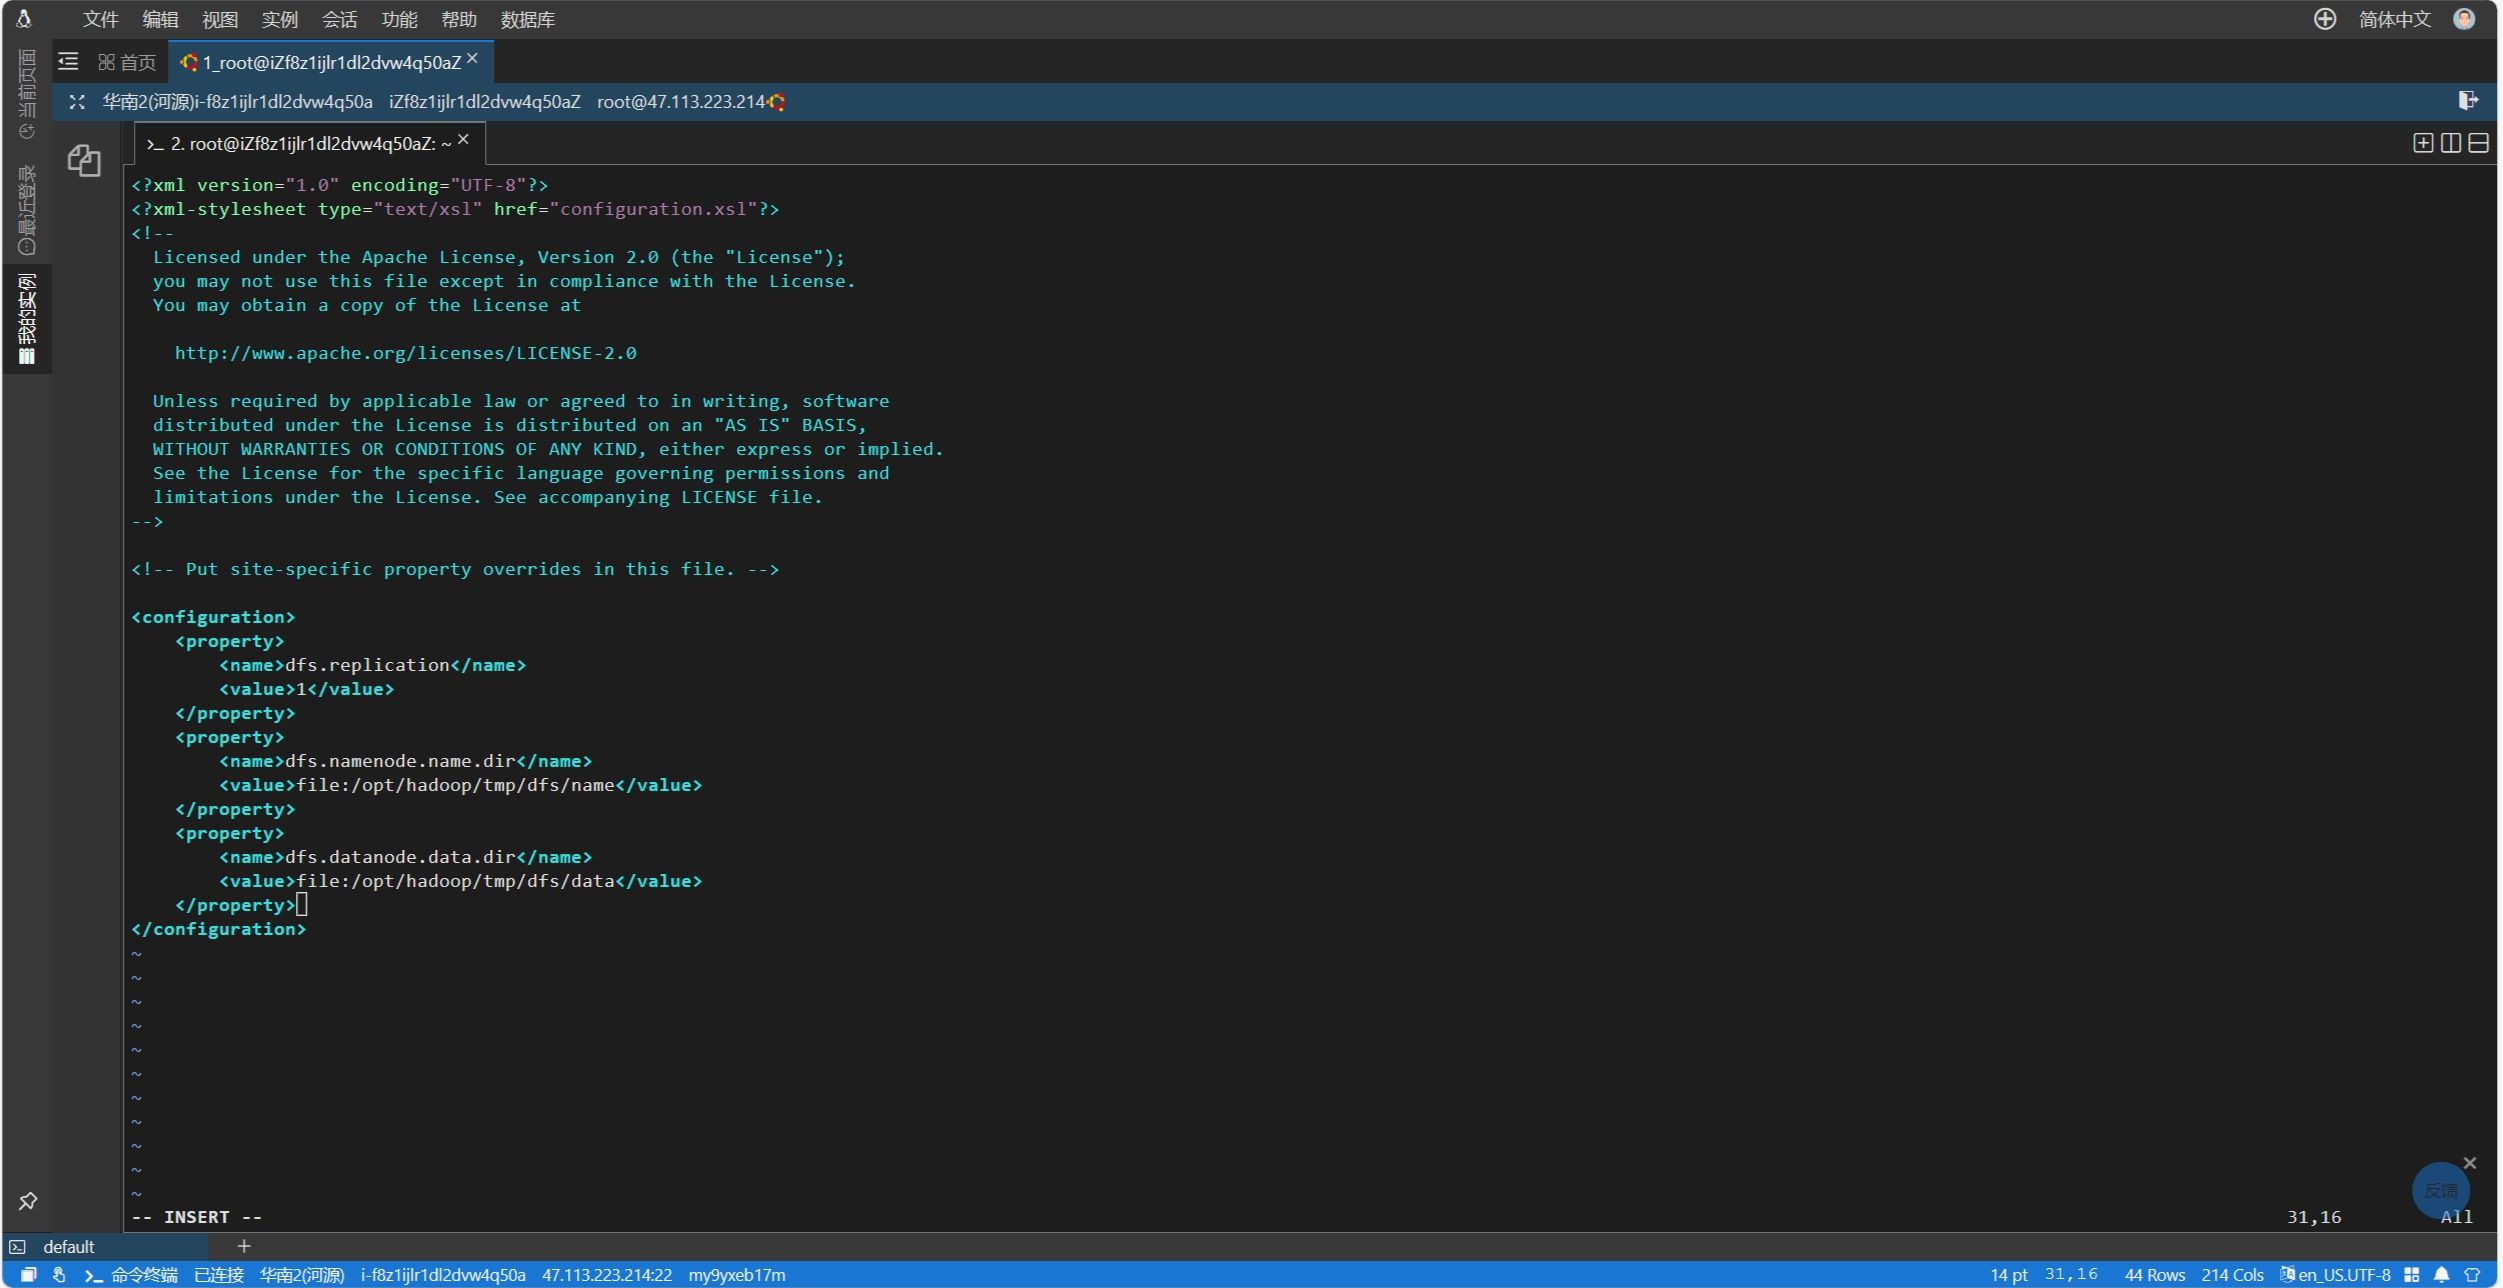 文件 编辑 视图 实例 会话 功能 帮助 数据库 简体中文
首页 1_root@iZf8z1ijlr1dl2dvw4q50aZ
华南2(河源)i-f8z1ijlr1dl2dvw4q50a iZf8z1ijlr1dl2dvw4q50aZ root@47.113.223.214
当前页面
最近登录
我的实例
>_ 2. root@iZf8z1ijlr1dl2dvw4q50aZ: ~
<?xml version="1.0" encoding="UTF-8"?>
<?xml-stylesheet type="text/xsl" href="configuration.xsl"?>
<!--
  Licensed under the Apache License, Version 2.0 (the "License");
  you may not use this file except in compliance with the License.
  You may obtain a copy of the License at

    http://www.apache.org/licenses/LICENSE-2.0

  Unless required by applicable law or agreed to in writing, software
  distributed under the License is distributed on an "AS IS" BASIS,
  WITHOUT WARRANTIES OR CONDITIONS OF ANY KIND, either express or implied.
  See the License for the specific language governing permissions and
  limitations under the License. See accompanying LICENSE file.
-->

<!-- Put site-specific property overrides in this file. -->

<configuration>
    <property>
        <name>dfs.replication</name>
        <value>1</value>
    </property>
    <property>
        <name>dfs.namenode.name.dir</name>
        <value>file:/opt/hadoop/tmp/dfs/name</value>
    </property>
    <property>
        <name>dfs.datanode.data.dir</name>
        <value>file:/opt/hadoop/tmp/dfs/data</value>
    </property>
</configuration>
~
~
~
~
~
~
~
~
~
~
~
反馈
-- INSERT -- 31,16 All
default +
命令终端 已连接 华南2(河源) i-f8z1ijlr1dl2dvw4q50a 47.113.223.214:22 my9yxeb17m 14 pt 31,16 44 Rows 214 Cols en_US.UTF-8